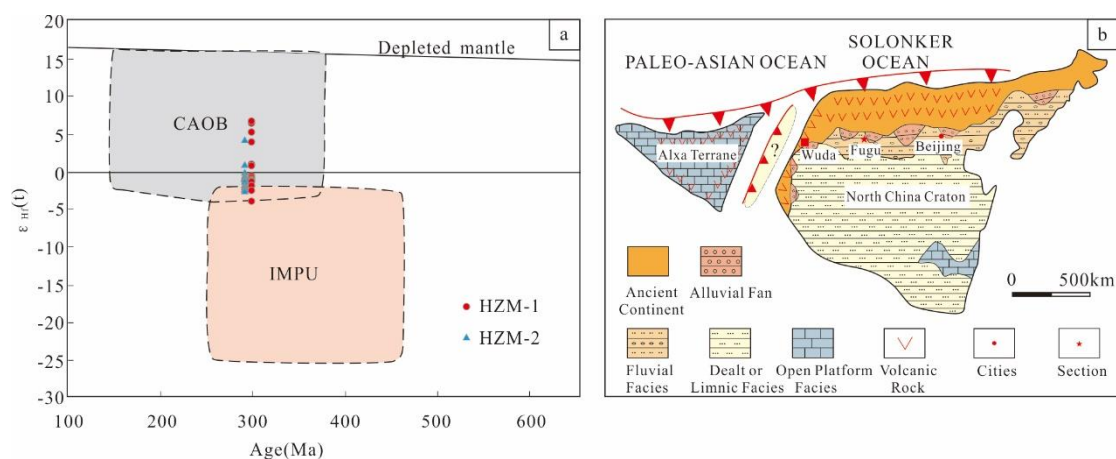 a
20
15
10
5
0
-5
-10
-15
-20
-25
-30
εHf(t)
Depleted mantle
CAOB
IMPU
HZM-1
HZM-2
100
200
300
400
500
600
Age(Ma)
b
SOLONKER
OCEAN
PALEO-ASIAN OCEAN
?
Alxa Terrane
Wuda
Fugu
Beijing
North China Craton
Ancient
Continent
Alluvial Fan
0
500km
Fluvial
Facies
Dealt or
Limnic Facies
Open Platform
Facies
Volcanic
Rock
Cities
Section